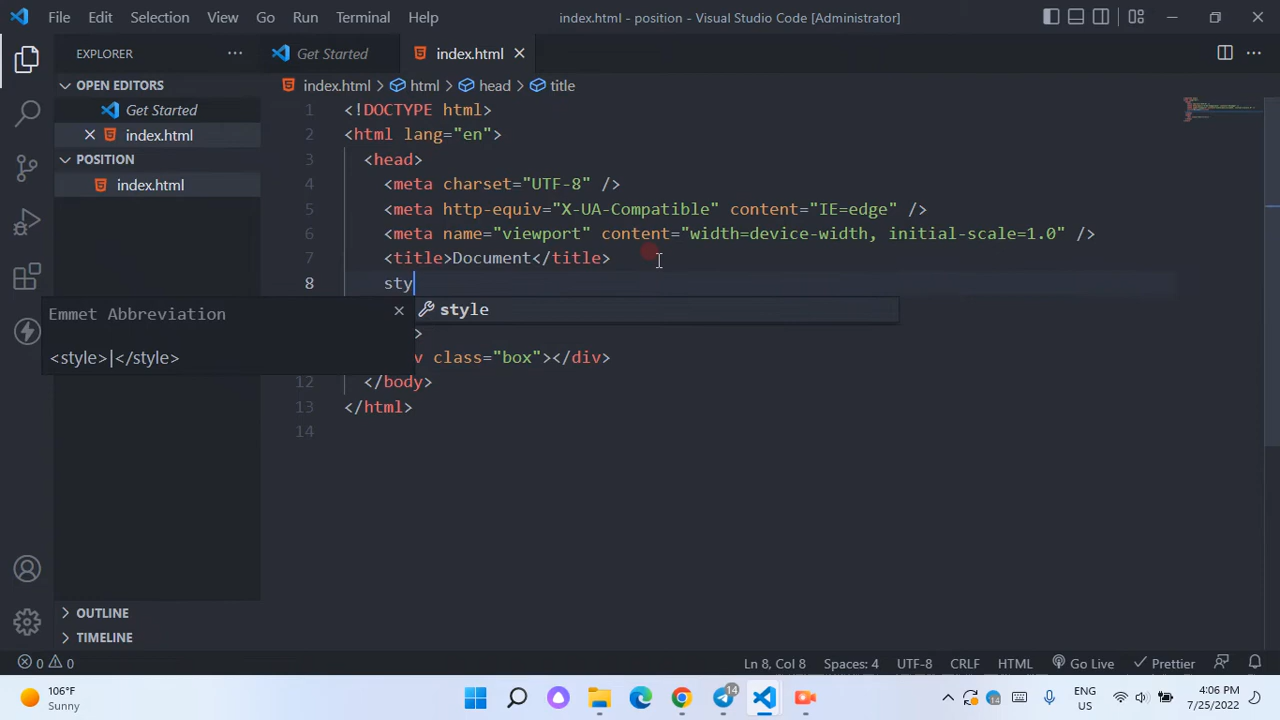 File Edit Selection View Go Run Terminal Help
index.html - position - Visual Studio Code [Administrator]
EXPLORER
Get Started
index.html
OPEN EDITORS
Get Started
index.html
POSITION
index.html
OUTLINE
TIMELINE
index.html > html > head > title
1 <!DOCTYPE html>
2 <html lang="en">
3 <head>
4 <meta charset="UTF-8" />
5 <meta http-equiv="X-UA-Compatible" content="IE=edge" />
6 <meta name="viewport" content="width=device-width, initial-scale=1.0" />
7 <title>Document</title>
8 sty
style
Emmet Abbreviation
<style>|</style>
>
v class="box"></div>
12 </body>
13 </html>
14
0 0
Ln 8, Col 8 Spaces: 4 UTF-8 CRLF HTML Go Live Prettier
106°F
Sunny
14
ENG
US
4:06 PM
7/25/2022